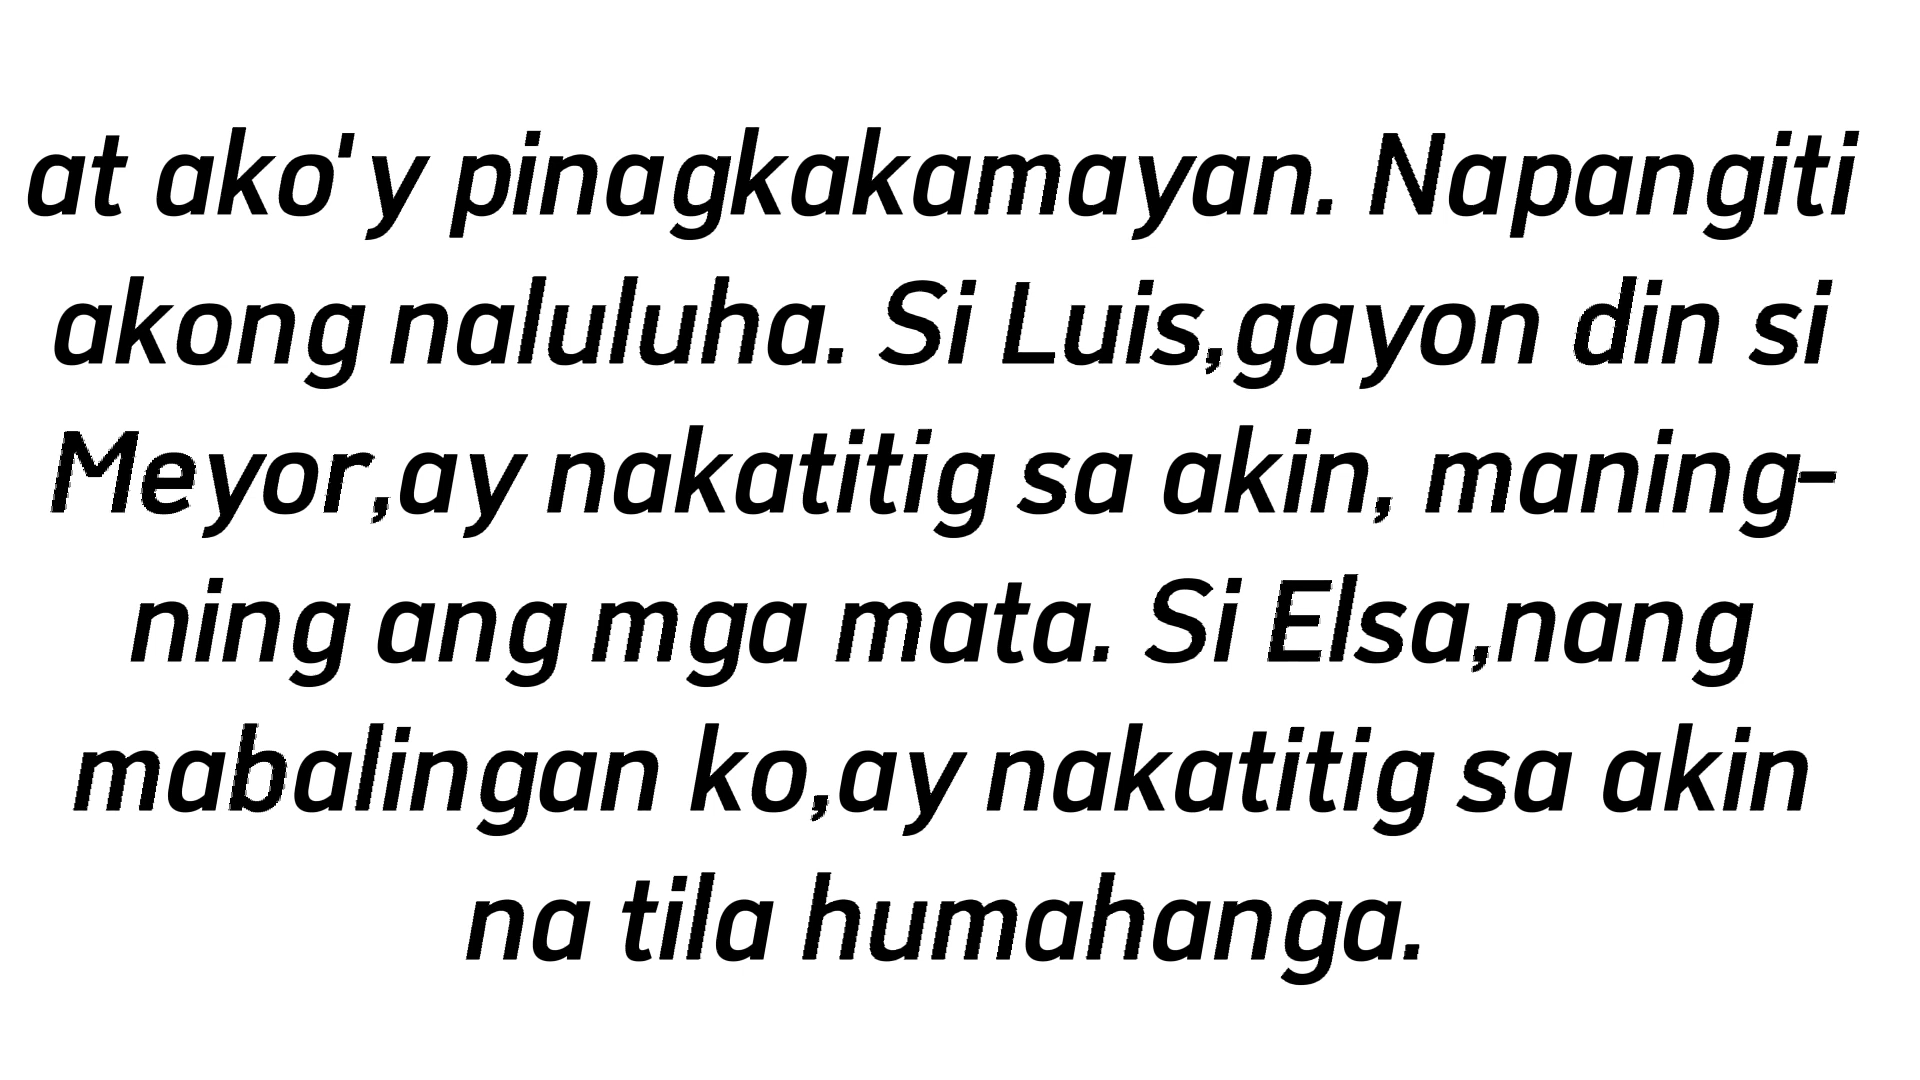 at ako'y pinagkakamayan. Napangiti
akong naluluha. Si Luis,gayon din si
Meyor,ay nakatitig sa akin, maning-
ning ang mga mata. Si Elsa,nang
mabalingan ko,ay nakatitig sa akin
na tila humahanga.